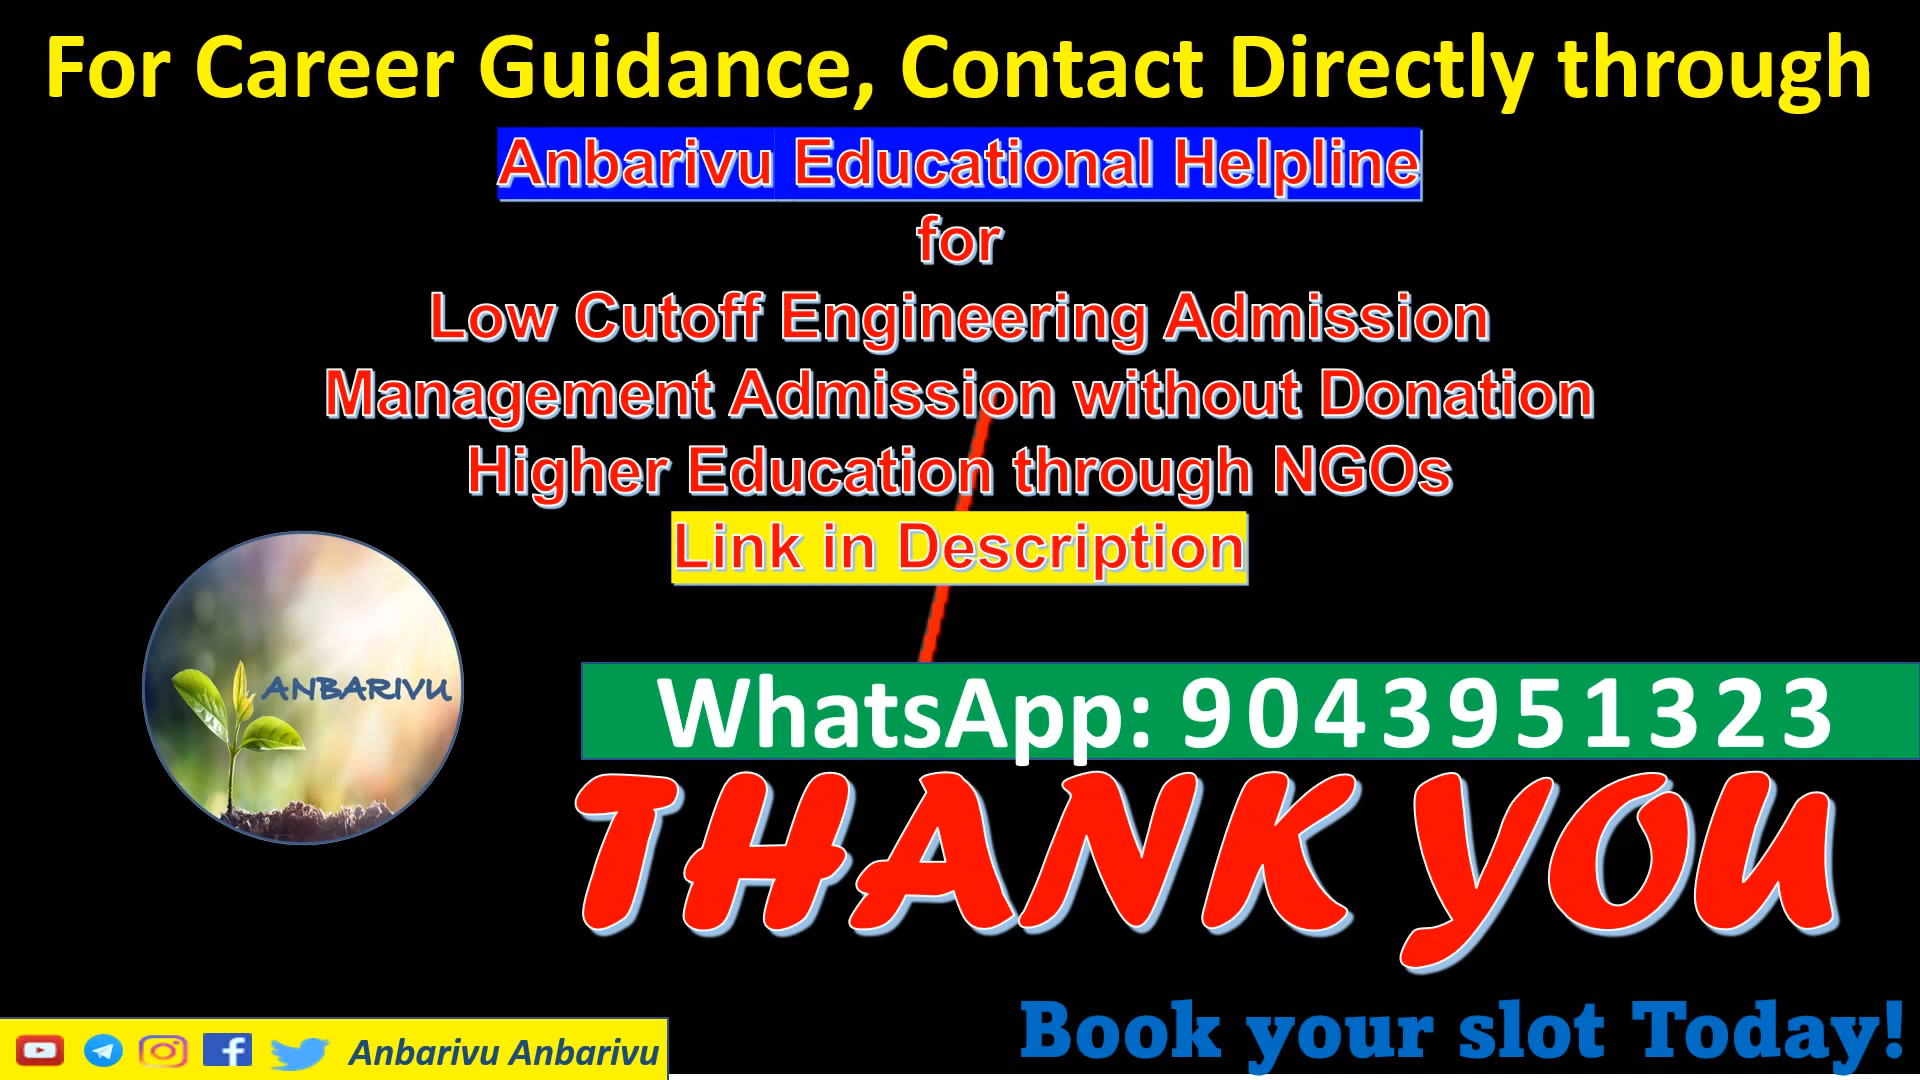 For Career Guidance, Contact Directly through
Anbarivu Educational Helpline
for
Low Cutoff Engineering Admission
Management Admission without Donation
Higher Education through NGOs
Link in Description
ANBARIVU
WhatsApp: 9043951323
THANK YOU
Book your slot Today!
Anbarivu Anbarivu